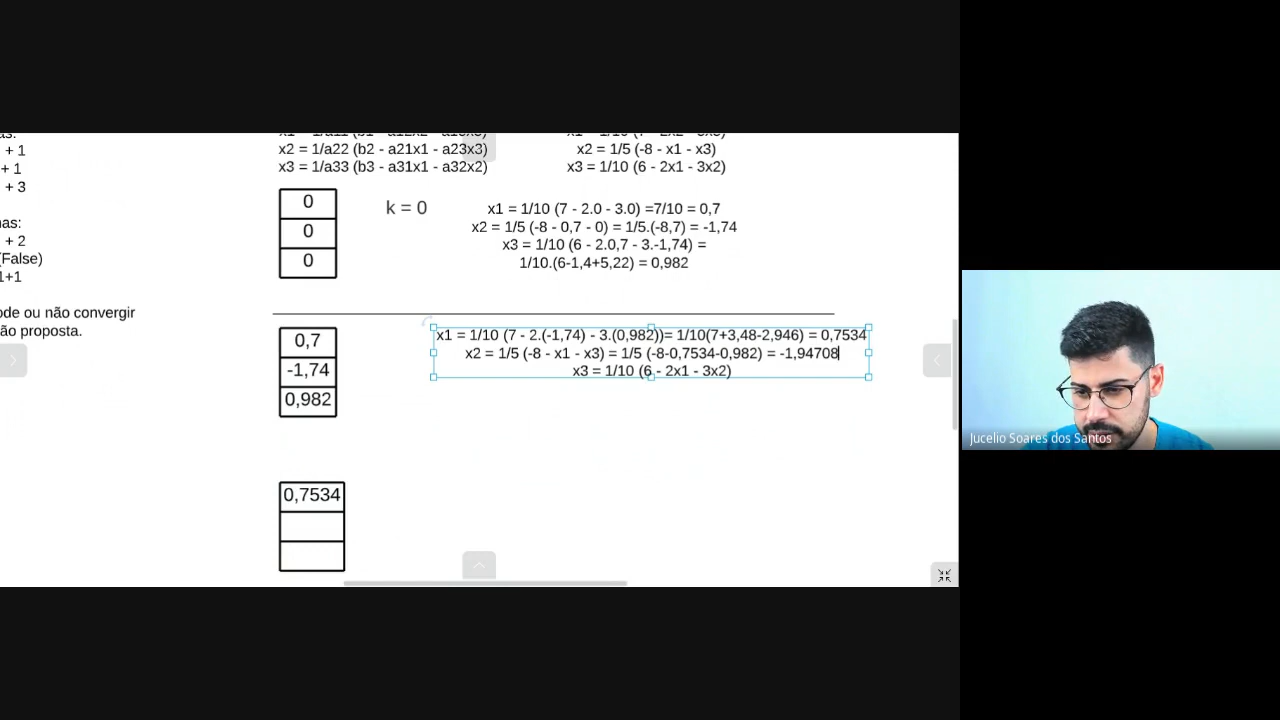 as:
+ 1
+ 1
+ 3
nas:
+ 2
(False)
1+1
ode ou não convergir
ão proposta.
x2 = 1/a22 (b2 - a21x1 - a23x3)
x3 = 1/a33 (b3 - a31x1 - a32x2)
x2 = 1/5 (-8 - x1 - x3)
x3 = 1/10 (6 - 2x1 - 3x2)
0
0
0
k = 0
x1 = 1/10 (7 - 2.0 - 3.0) =7/10 = 0,7
x2 = 1/5 (-8 - 0,7 - 0) = 1/5.(-8,7) = -1,74
x3 = 1/10 (6 - 2.0,7 - 3.-1,74) =
1/10.(6-1,4+5,22) = 0,982
0,7
-1,74
0,982
x1 = 1/10 (7 - 2.(-1,74) - 3.(0,982))= 1/10(7+3,48-2,946) = 0,7534
x2 = 1/5 (-8 - x1 - x3) = 1/5 (-8-0,7534-0,982) = -1,94708
x3 = 1/10 (6 - 2x1 - 3x2)
0,7534
Jucelio Soares dos Santos